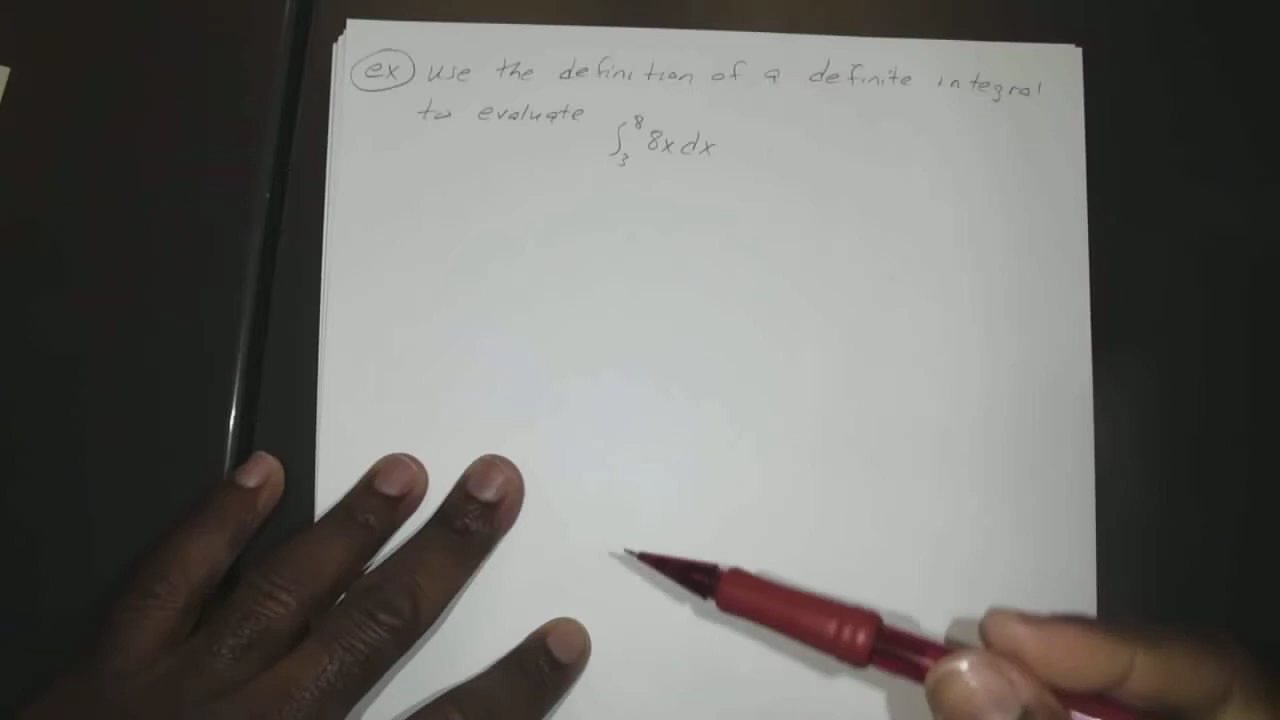 ex use the definition of a definite integral
to evaluate ∫₃⁸ 8x dx